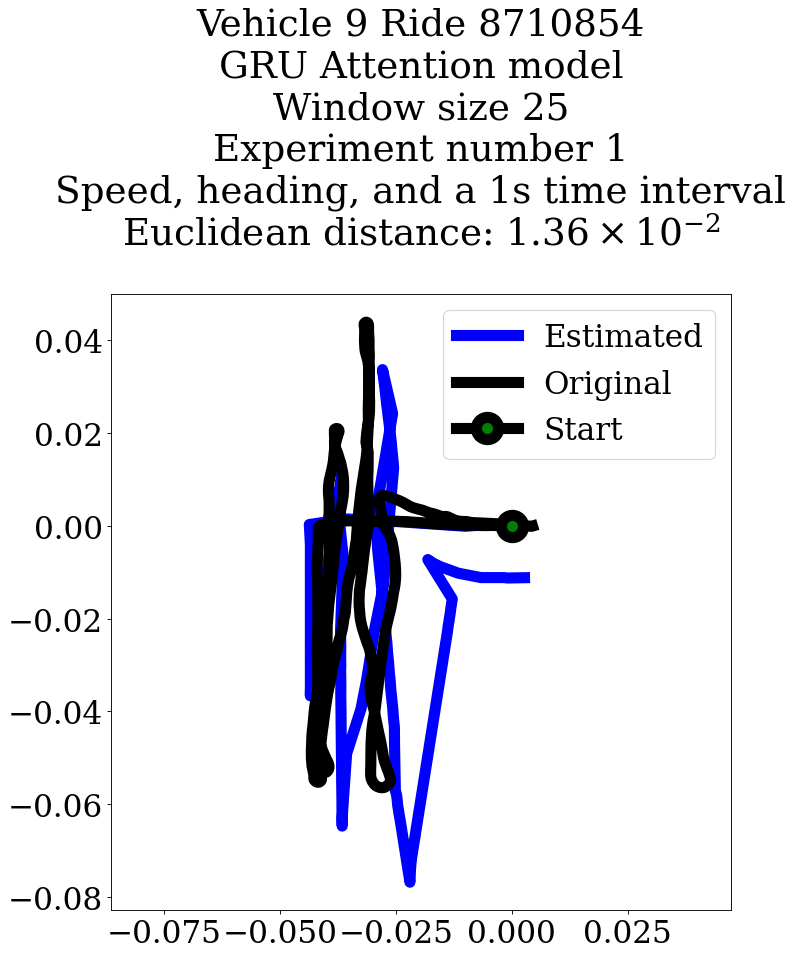 Vehicle 9 Ride 8710854
GRU Attention model
Window size 25
Experiment number 1
Speed, heading, and a 1s time interval
Euclidean distance: 1.36 × 10⁻²
Estimated
Original
Start
0.04
0.02
0.00
−0.02
−0.04
−0.06
−0.08
−0.075 −0.050 −0.025 0.000 0.025